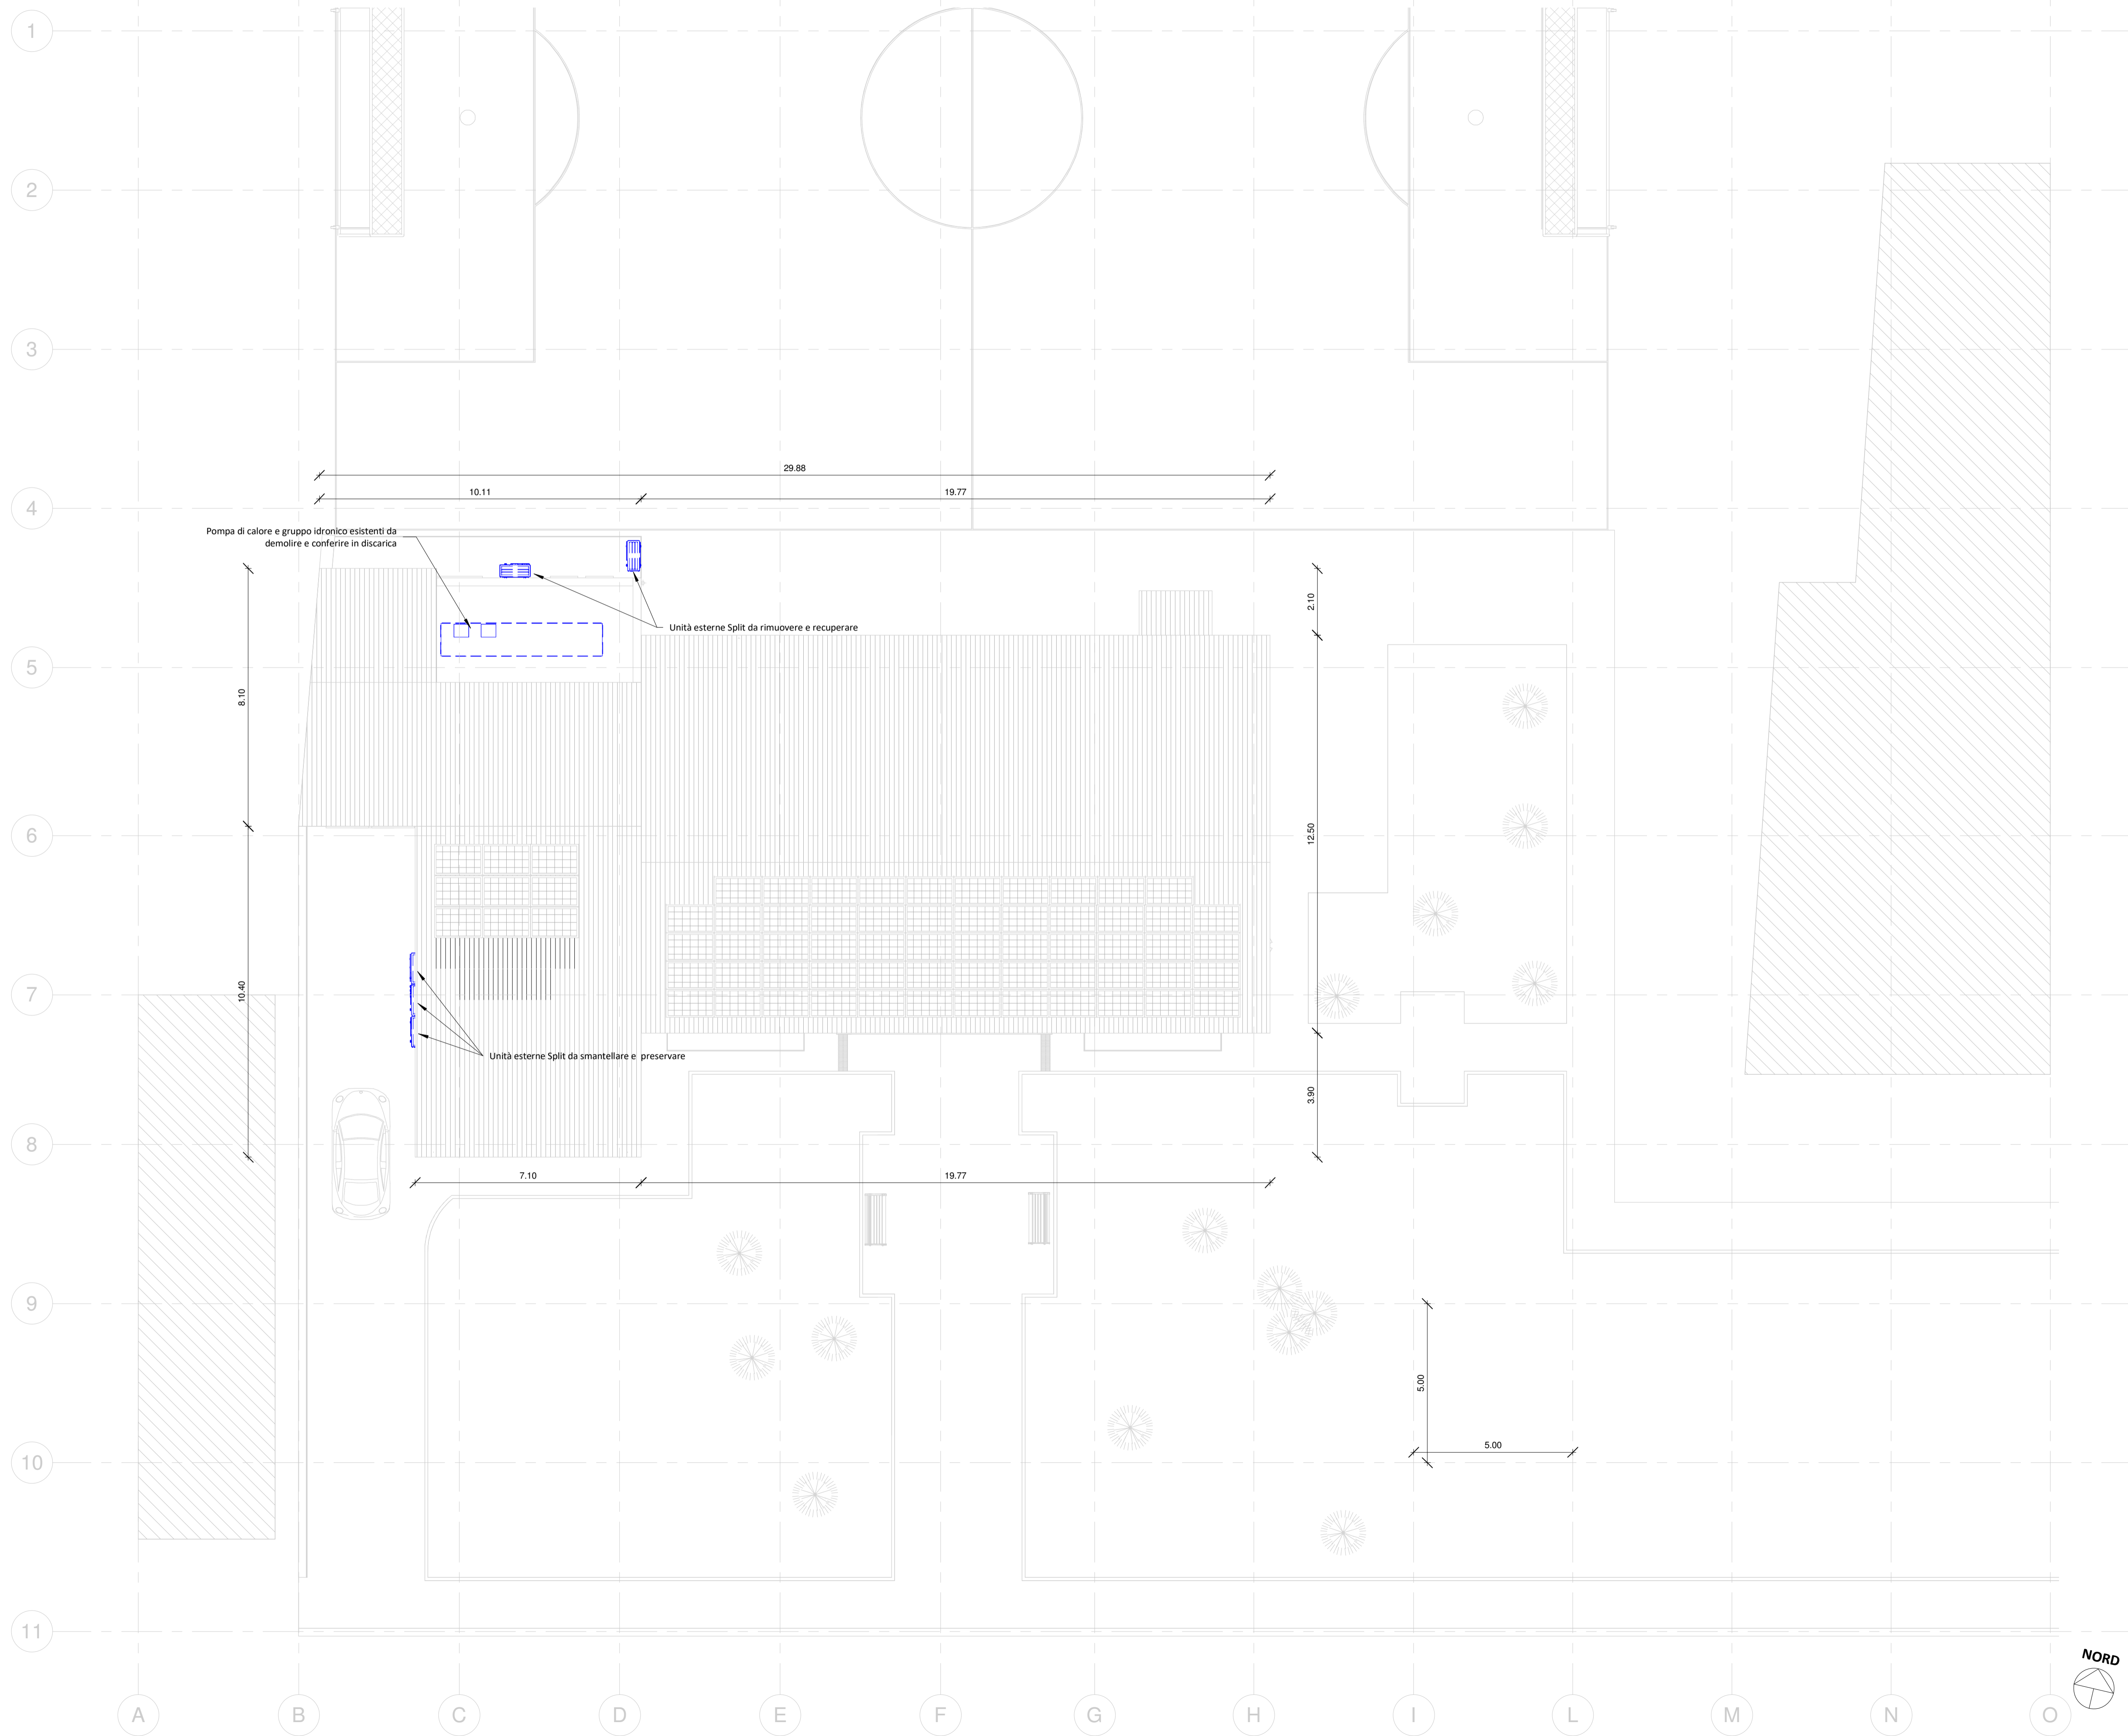 1
2
3
29.88
10.11
19.77
4
Pompa di calore e gruppo idronico esistenti da
demolire e conferire in discarica
2.10
Unità esterne Split da rimuovere e recuperare
5
8.10
6
12.50
7
10.40
Unità esterne Split da smantellare e preservare
3.90
8
7.10
19.77
9
5.00
5.00
10
11
NORD
A
B
C
D
E
F
G
H
I
L
M
N
O